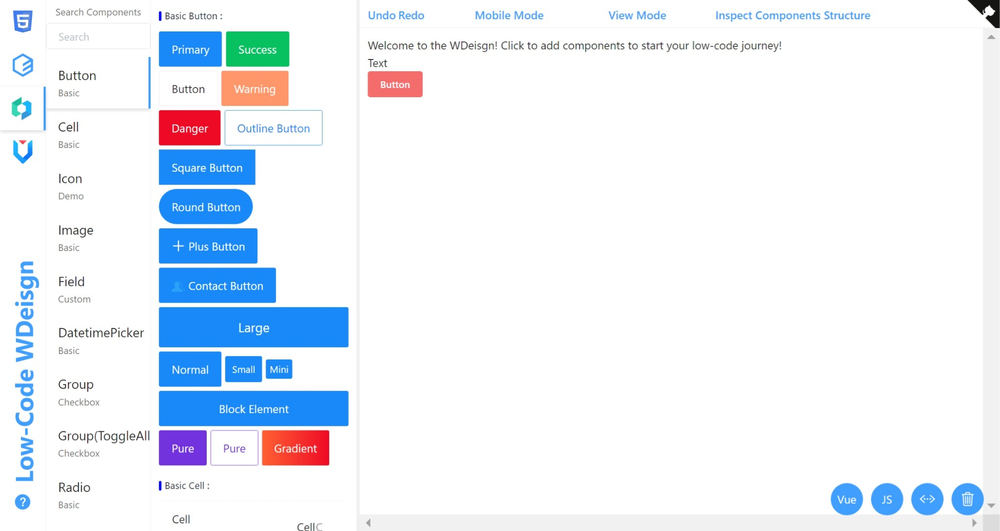 Low-Code WDeisgn
?
Search Components
Search
Button
Basic
Cell
Basic
Icon
Demo
Image
Basic
Field
Custom
DatetimePicker
Basic
Group
Checkbox
Group(ToggleAll
Checkbox
Radio
Basic
Basic Button :
Primary
Success
Button
Warning
Danger
Outline Button
Square Button
Round Button
Plus Button
Contact Button
Large
Normal
Small
Mini
Block Element
Pure
Pure
Gradient
Basic Cell :
Cell
CellC
Undo Redo
Mobile Mode
View Mode
Inspect Components Structure
Welcome to the WDeisgn! Click to add components to start your low-code journey!
Text
Button
Vue
JS